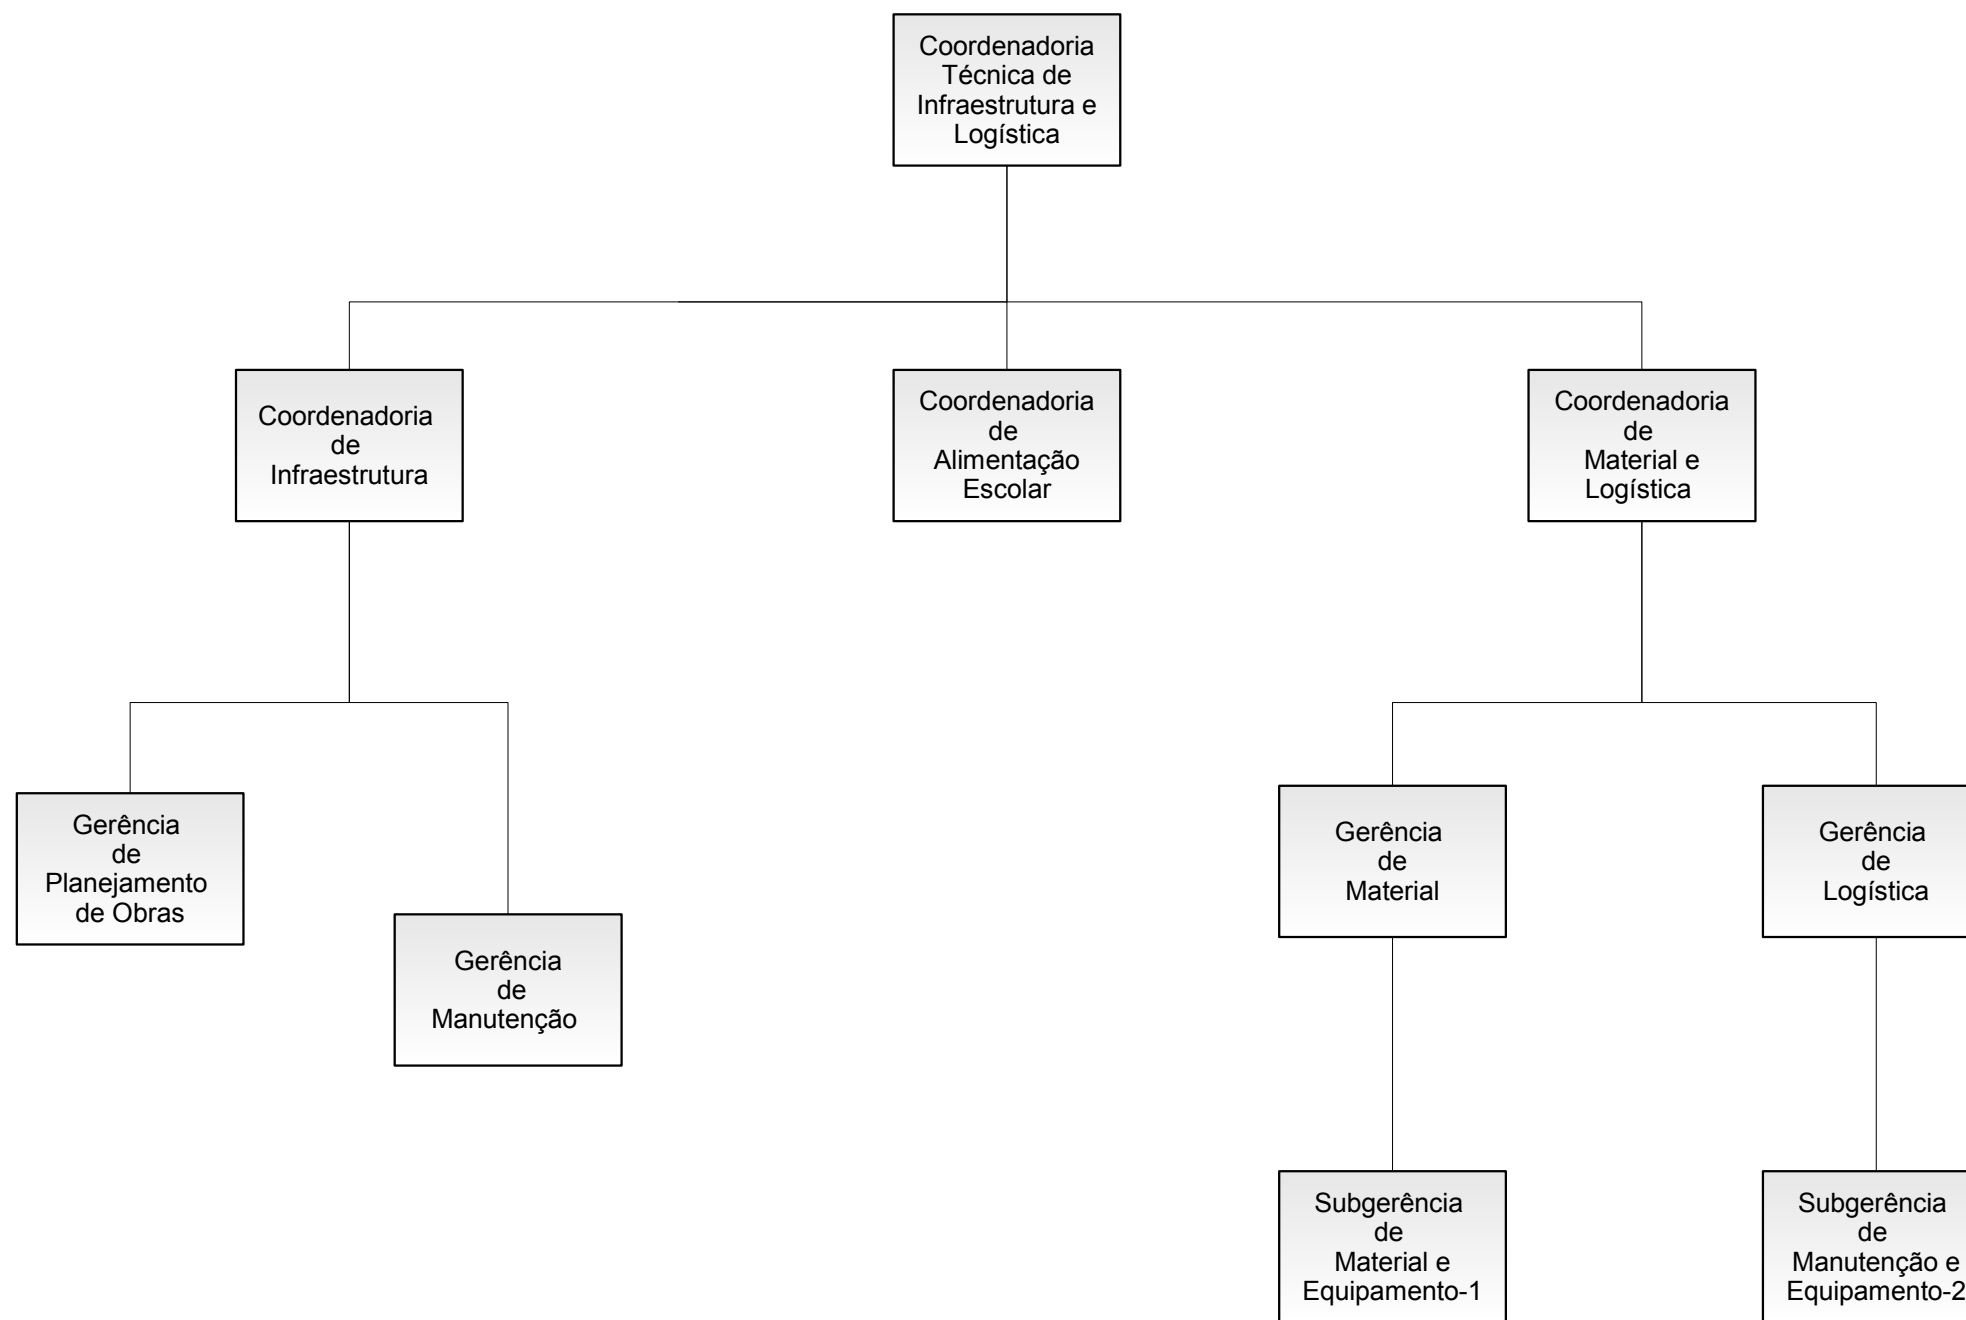 Coordenadoria
Técnica de
Infraestrutura e
Logística
Coordenadoria
de
Infraestrutura
Coordenadoria
de
Alimentação
Escolar
Coordenadoria
de
Material e
Logística
Gerência
de
Planejamento
de Obras
Gerência
de
Manutenção
Gerência
de
Material
Gerência
de
Logística
Subgerência
de
Material e
Equipamento-1
Subgerência
de
Manutenção e
Equipamento-2